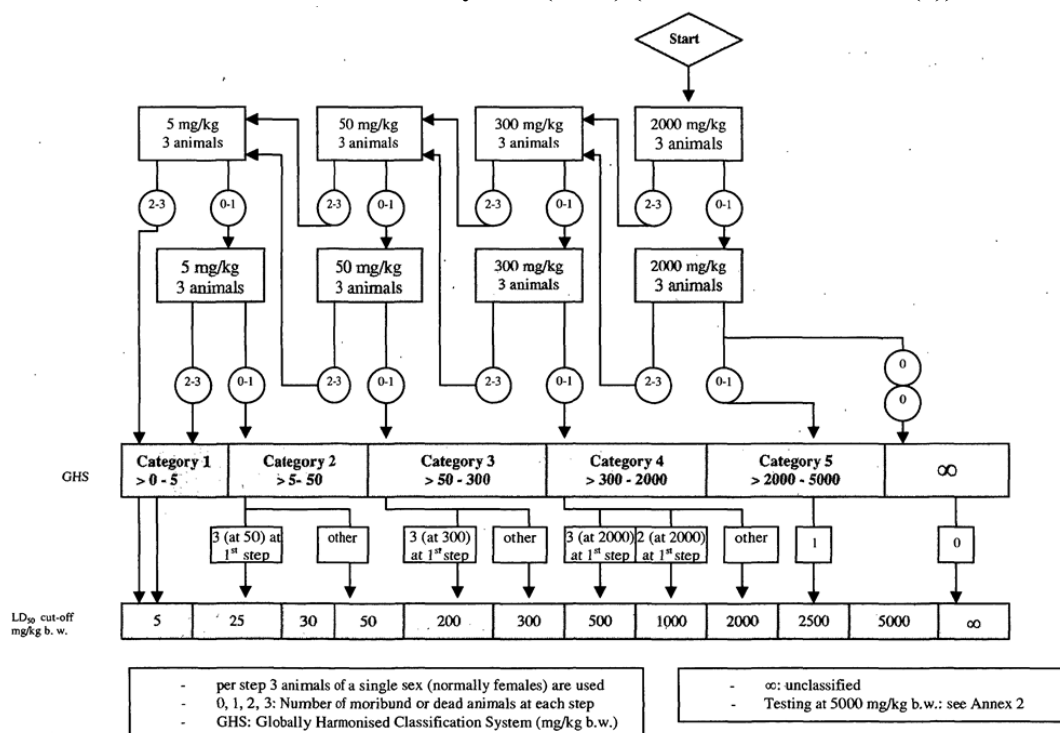 Start
5 mg/kg
3 animals
50 mg/kg
3 animals
300 mg/kg
3 animals
2000 mg/kg
3 animals
2-3
0-1
2-3
0-1
2-3
0-1
2-3
0-1
5 mg/kg
3 animals
50 mg/kg
3 animals
300 mg/kg
3 animals
2000 mg/kg
3 animals
0
2-3
0-1
2-3
0-1
2-3
0-1
2-3
0-1
0
GHS
Category 1
> 0 - 5
Category 2
> 5- 50
Category 3
> 50 - 300
Category 4
> 300 - 2000
Category 5
> 2000 - 5000
∞
3 (at 50) at
1st step
other
3 (at 300)
at 1st step
other
3 (at 2000)
at 1st step
2 (at 2000)
at 1st step
other
1
0
LD50 cut-off
mg/kg b. w.
5
25
30
50
200
300
500
1000
2000
2500
5000
∞
- per step 3 animals of a single sex (normally females) are used
- 0, 1, 2, 3: Number of moribund or dead animals at each step
- GHS: Globally Harmonised Classification System (mg/kg b.w.)
- ∞: unclassified
- Testing at 5000 mg/kg b.w.: see Annex 2